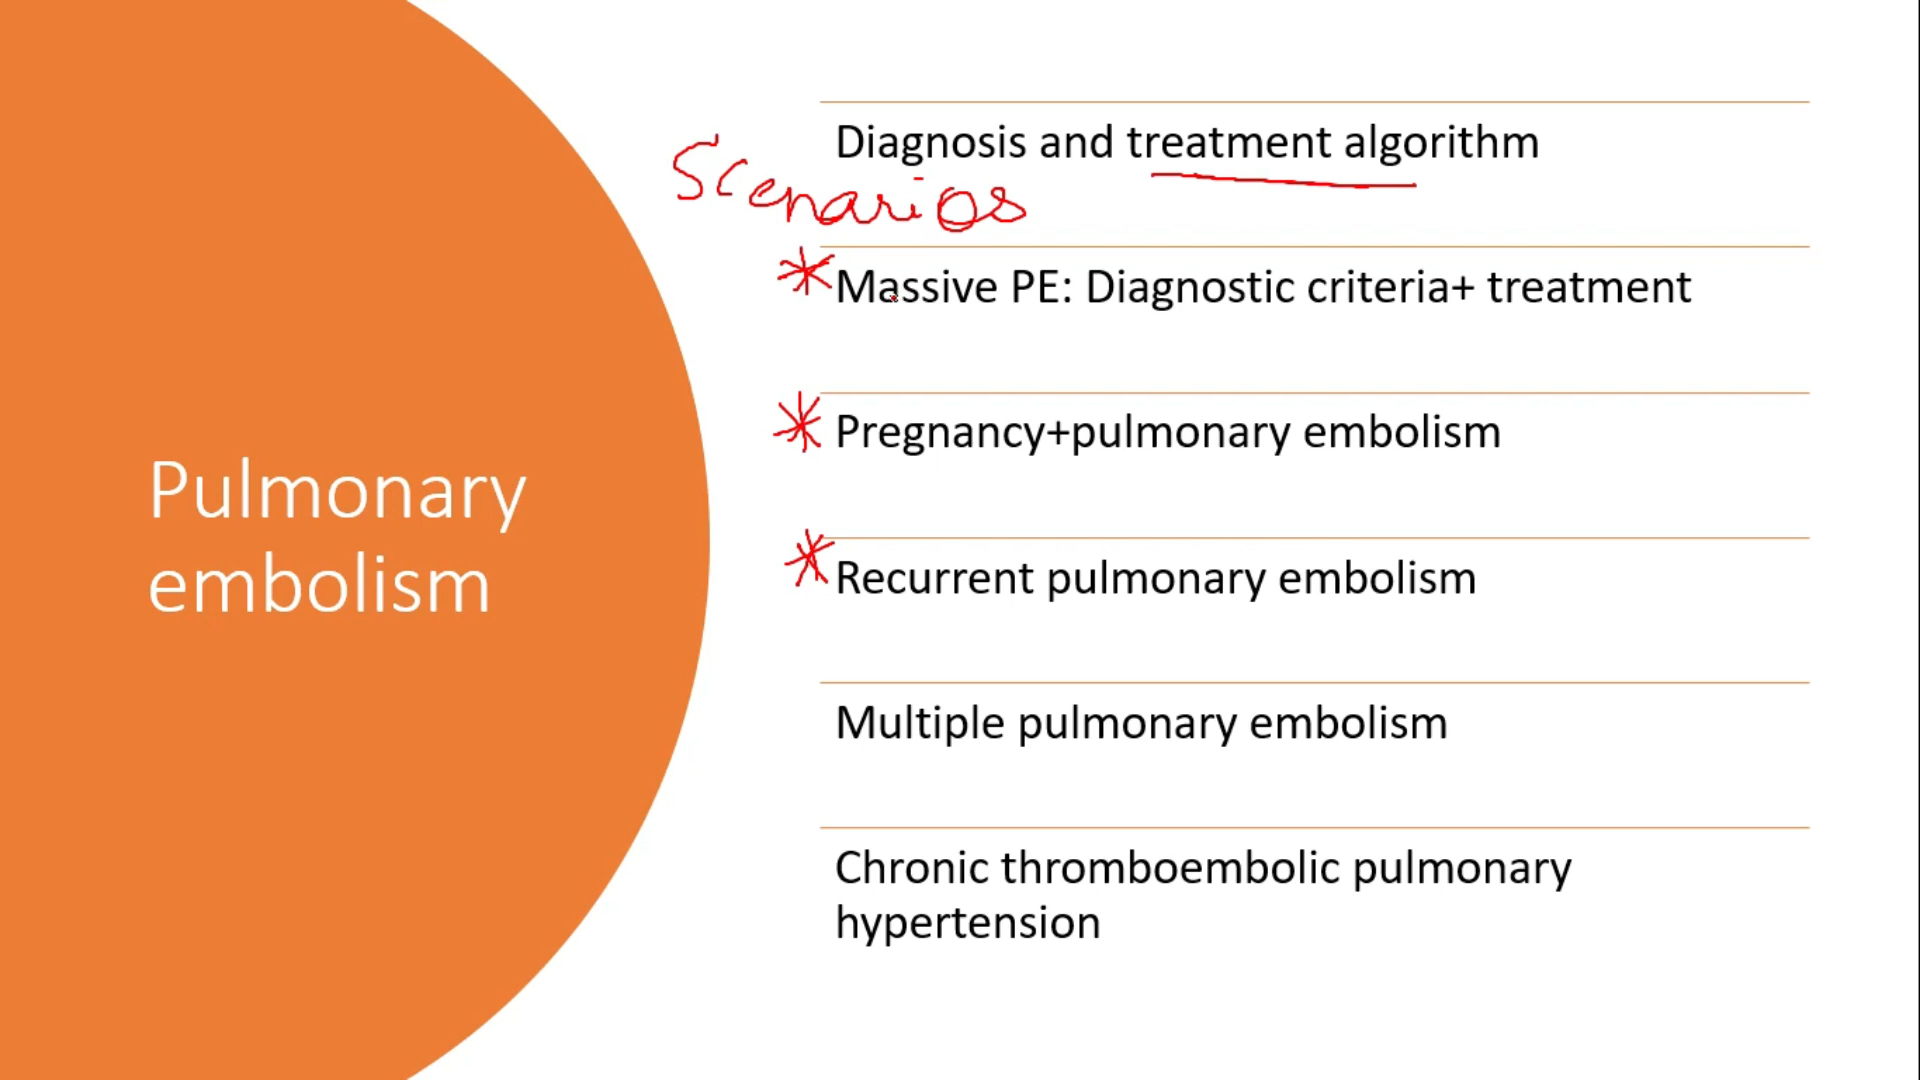 Pulmonary
embolism
Diagnosis and treatment algorithm
Scenarios
Massive PE: Diagnostic criteria+ treatment
Pregnancy+pulmonary embolism
Recurrent pulmonary embolism
Multiple pulmonary embolism
Chronic thromboembolic pulmonary
hypertension